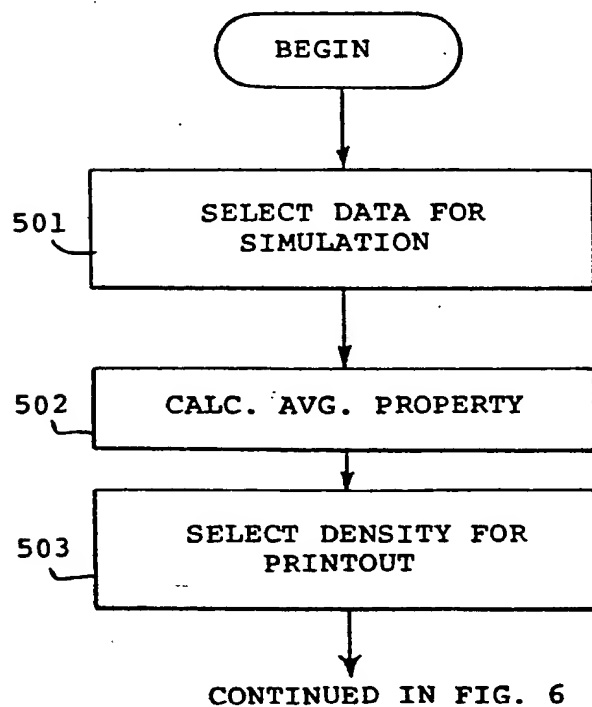 BEGIN
501
SELECT DATA FOR
SIMULATION
502
CALC. AVG. PROPERTY
503
SELECT DENSITY FOR
PRINTOUT
CONTINUED IN FIG. 6